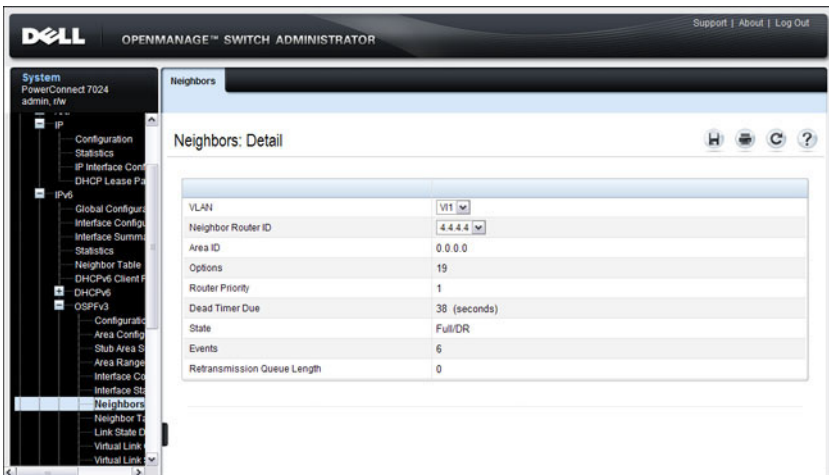 Support | About | Log Out
DELL OPENMANAGE™ SWITCH ADMINISTRATOR
System
PowerConnect 7024
admin, r/w
Neighbors
IP
Configuration
Statistics
IP Interface Conf
DHCP Lease Pa
IPv6
Global Configura
Interface Configu
Interface Summa
Statistics
Neighbor Table
DHCPv6 Client P
DHCPv6
OSPFv3
Configuratio
Area Config
Stub Area S
Area Range
Interface Co
Interface Sta
Neighbors
Neighbor Ta
Link State D
Virtual Link
Virtual Link
Neighbors: Detail
VLAN Vl1
Neighbor Router ID 4.4.4.4
Area ID 0.0.0.0
Options 19
Router Priority 1
Dead Timer Due 38 (seconds)
State Full/DR
Events 6
Retransmission Queue Length 0